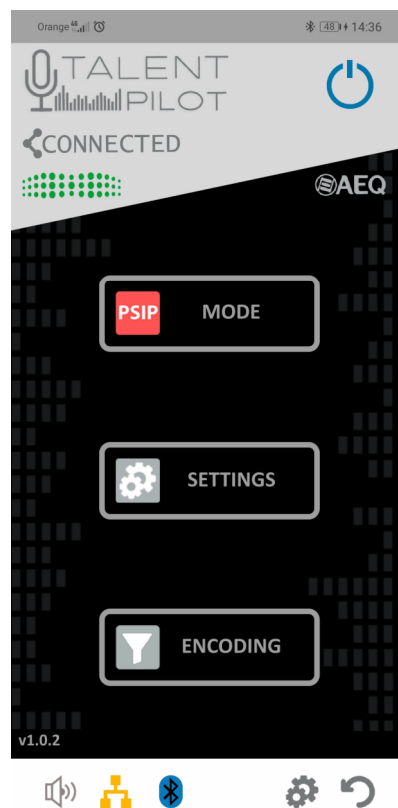 Orange 48 14:36
TALENT
PILOT
CONNECTED
AEQ
PSIP MODE
SETTINGS
ENCODING
v1.0.2